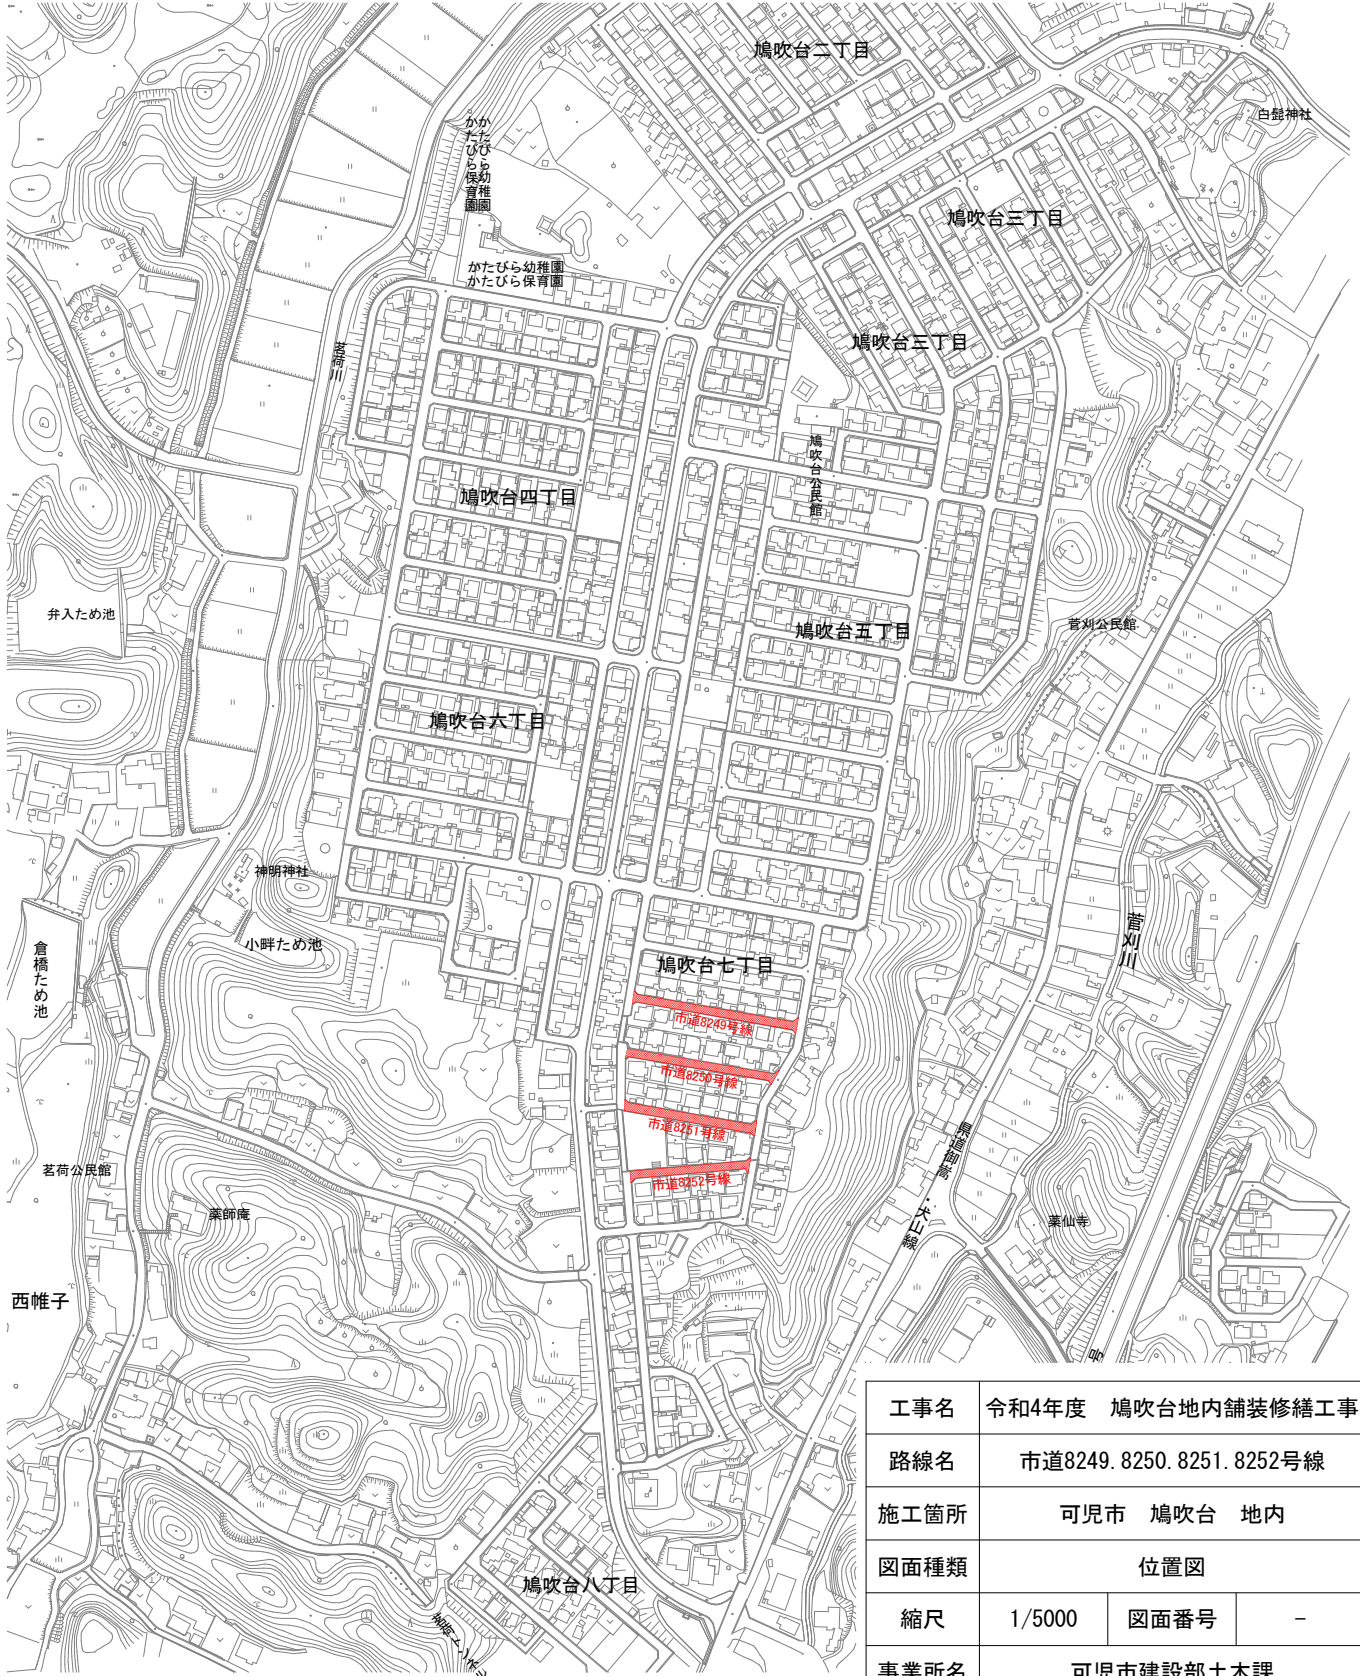 鳩吹台二丁目
白髭神社
かたびら幼稚園
かたびら保育園
鳩吹台三丁目
かたびら幼稚園
かたびら保育園
鳩吹台三丁目
茗荷川
鳩吹台公民館
鳩吹台四丁目
弁入ため池
菅刈公民館
鳩吹台五丁目
鳩吹台六丁目
神明神社
小畔ため池
倉橋ため池
菅刈川
鳩吹台七丁目
市道8249号線
市道8250号線
市道8251号線
市道8252号線
県道御嵩・犬山線
茗荷公民館
薬師庵
薬仙寺
西帷子
号
鳩吹台八丁目
工事名 令和4年度 鳩吹台地内舗装修繕工事
路線名 市道8249.8250.8251.8252号線
施工箇所 可児市 鳩吹台 地内
図面種類 位置図
縮尺 1/5000 図面番号 -
事業所名 可児市建設部土木課